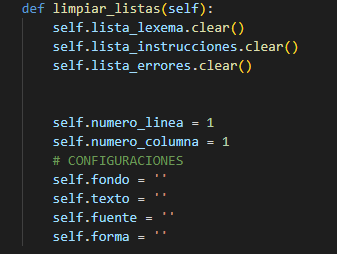 def limpiar_listas(self):
self.lista_lexema.clear()
self.lista_instrucciones.clear()
self.lista_errores.clear()
self.numero_linea = 1
self.numero_columna = 1
# CONFIGURACIONES
self.fondo = ''
self.texto = ''
self.fuente = ''
self.forma = ''